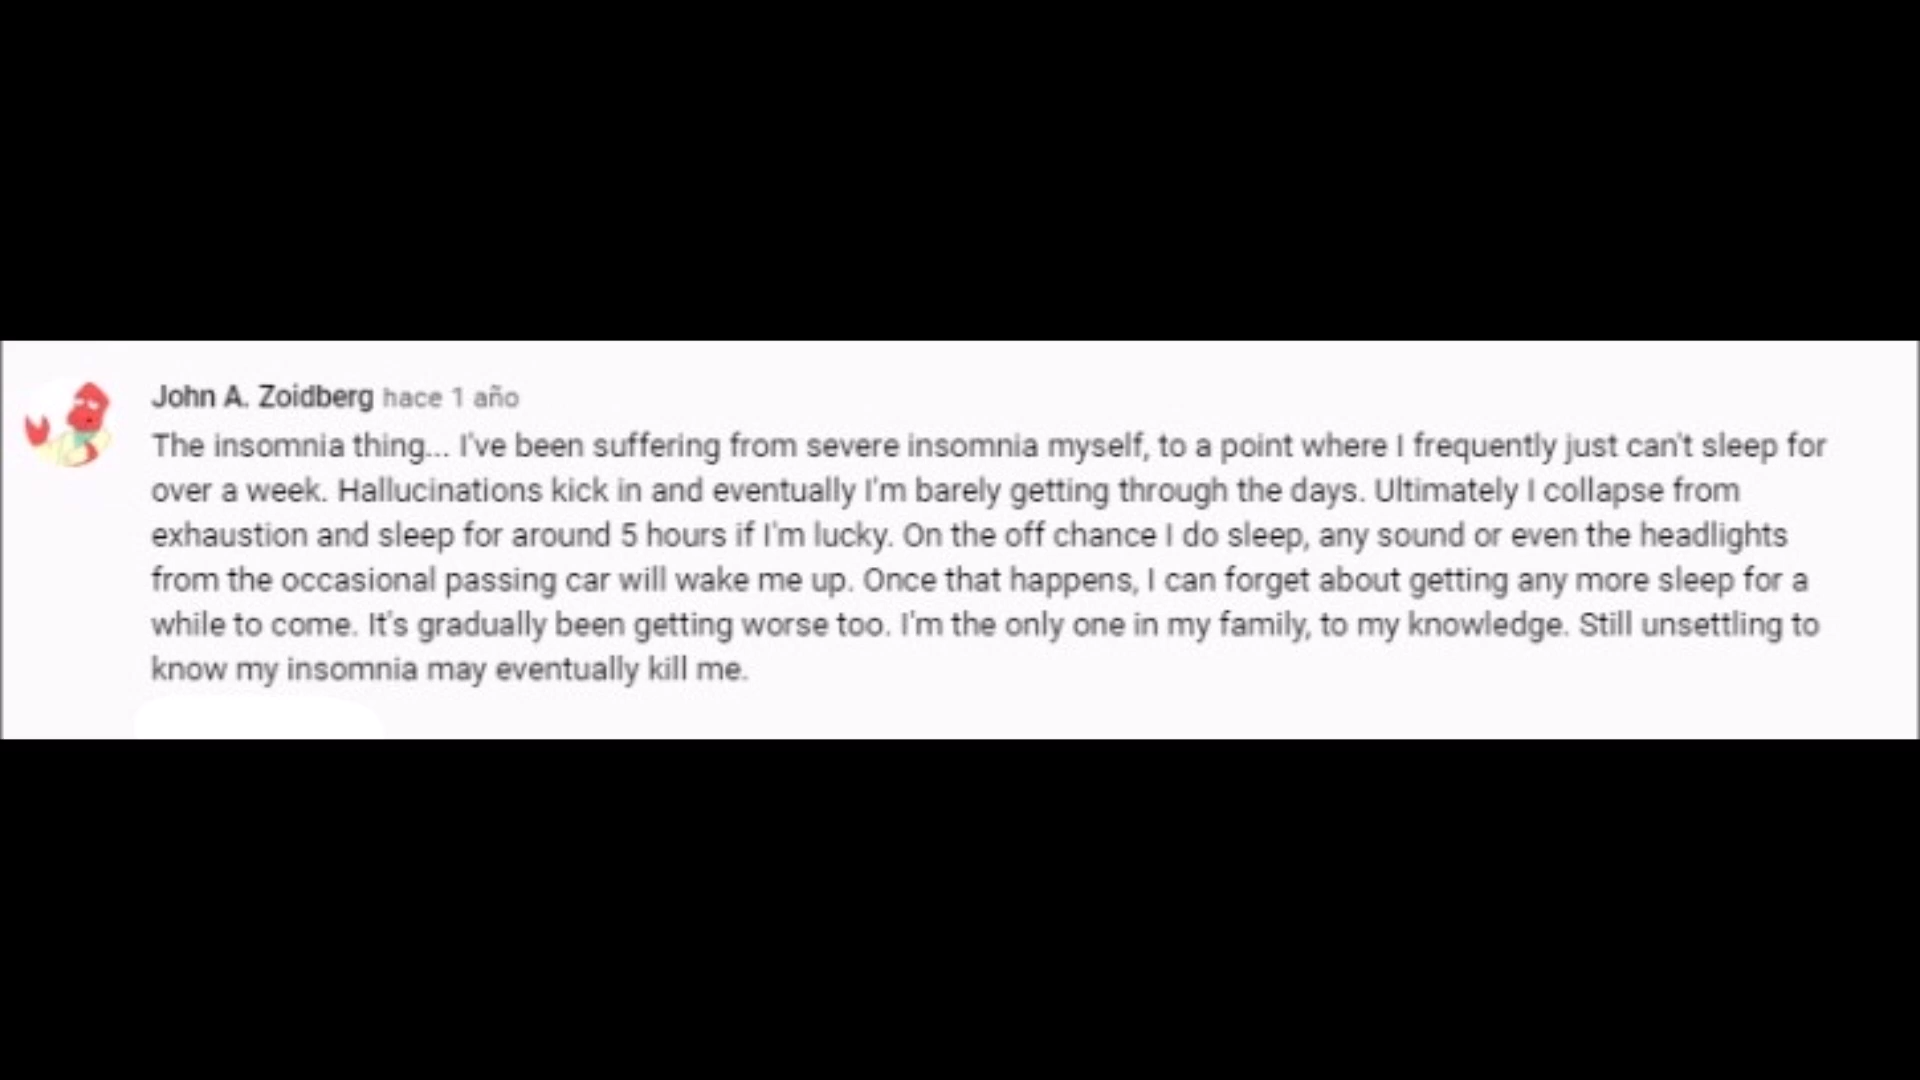 John A. Zoidberg hace 1 año
The insomnia thing... I've been suffering from severe insomnia myself, to a point where I frequently just can't sleep for
over a week. Hallucinations kick in and eventually I'm barely getting through the days. Ultimately I collapse from
exhaustion and sleep for around 5 hours if I'm lucky. On the off chance I do sleep, any sound or even the headlights
from the occasional passing car will wake me up. Once that happens, I can forget about getting any more sleep for a
while to come. It's gradually been getting worse too. I'm the only one in my family, to my knowledge. Still unsettling to
know my insomnia may eventually kill me.